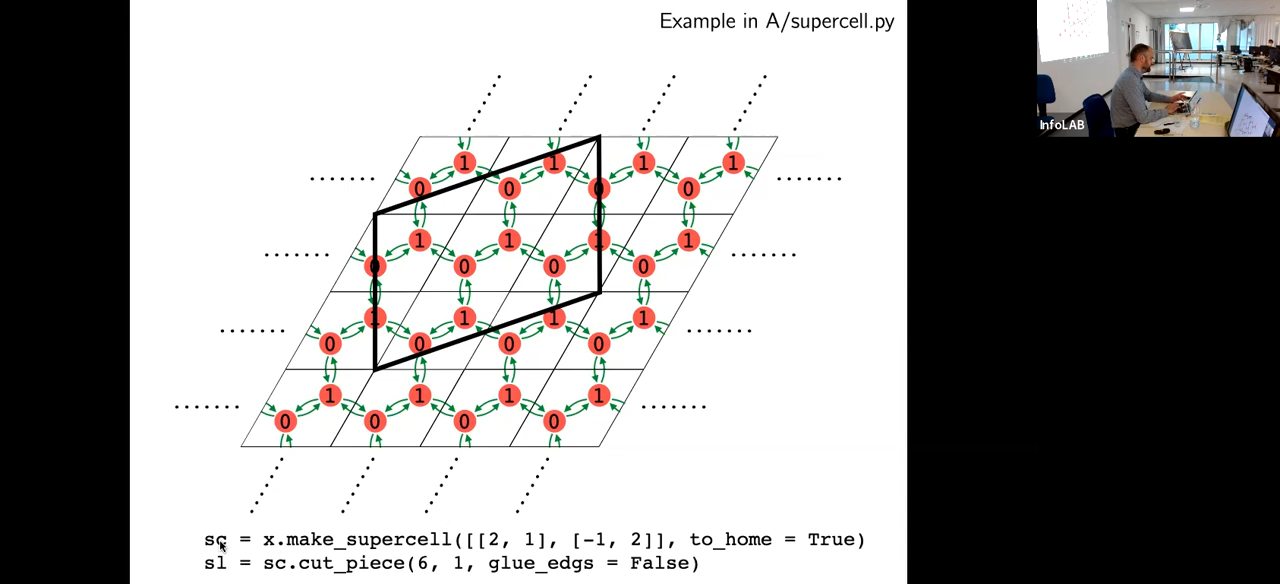 Example in A/supercell.py
InfoLAB
1 1 1 1
0 0 0 0
1 1 1 1
0 0 0 0
1 1 1 1
0 0 0 0
1 1 1 1
0 0 0 0
sc = x.make_supercell([[2, 1], [-1, 2]], to_home = True)
sl = sc.cut_piece(6, 1, glue_edgs = False)